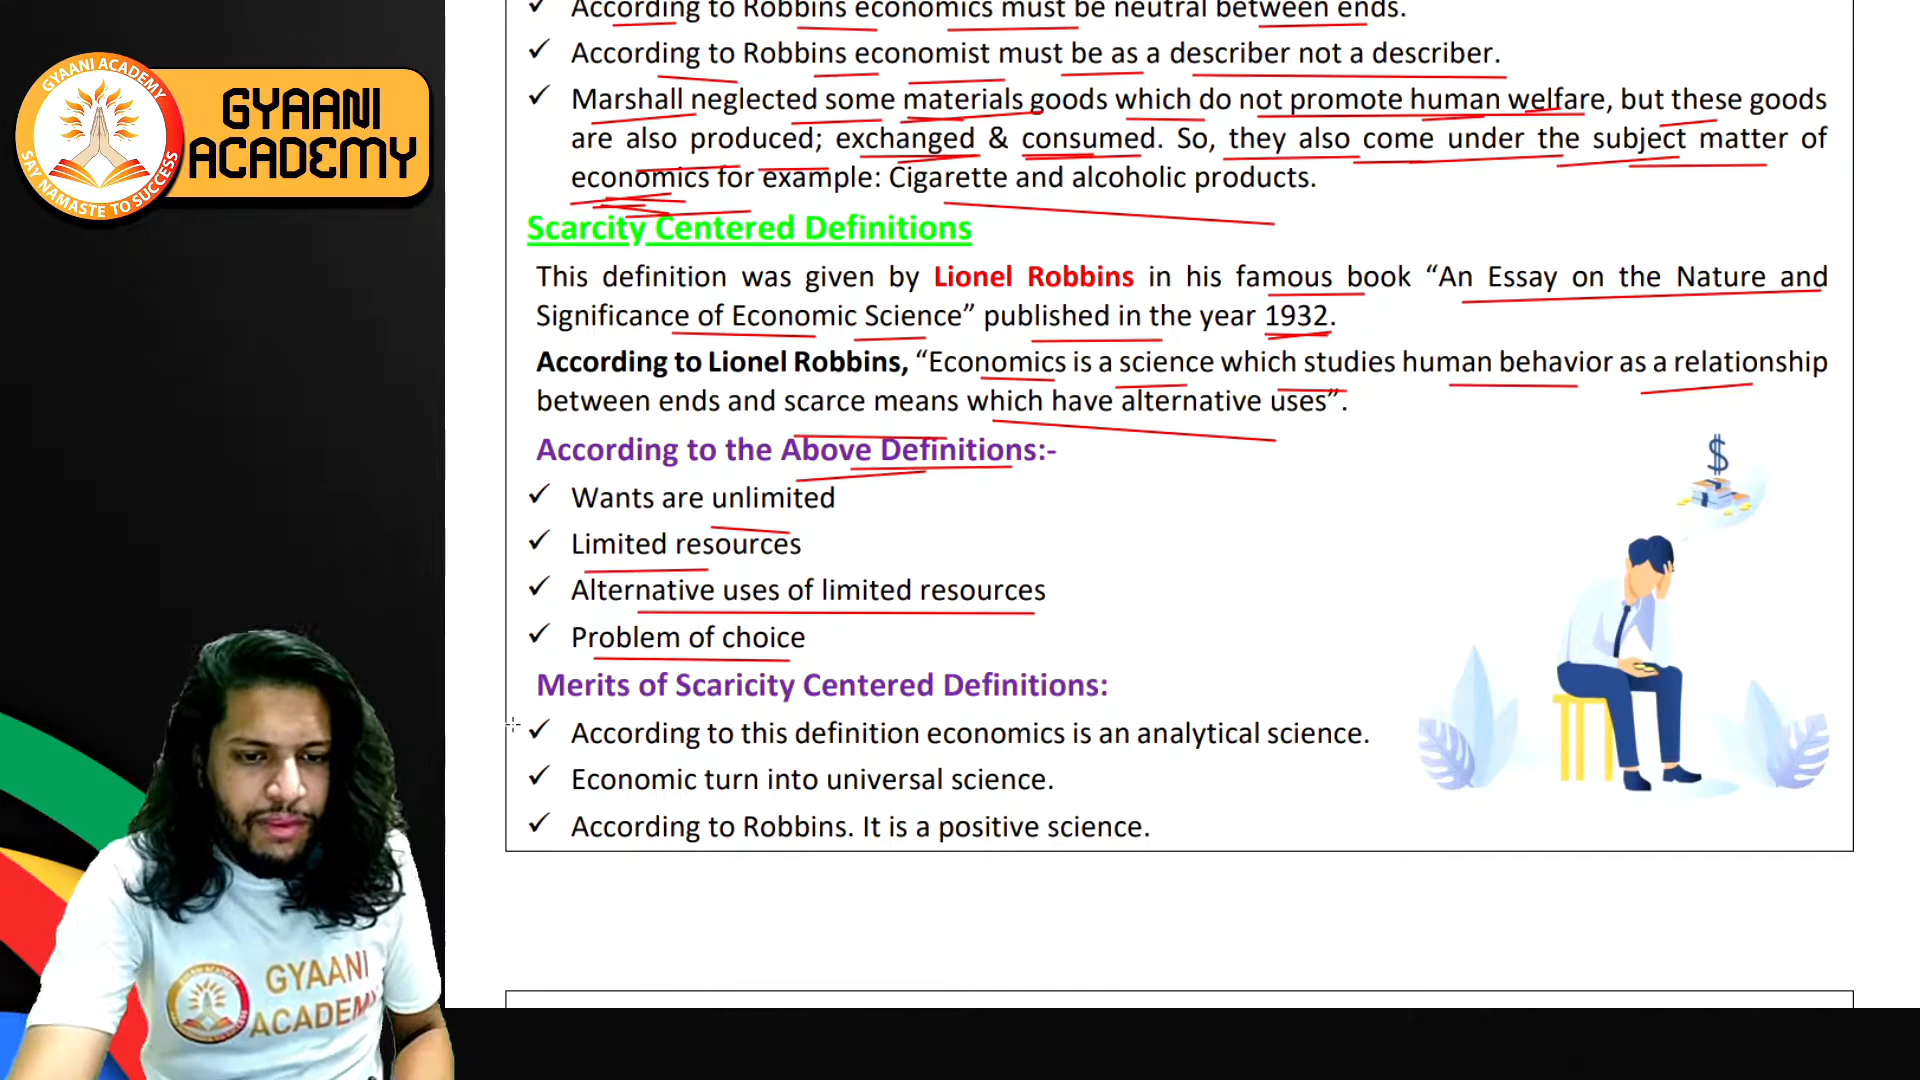 According to Robbins economics must be neutral between ends.
GYAANI ACADEMY
SAY NAMASTE TO SUCCESS
GYAANI
ACADEMY
✓ According to Robbins economist must be as a describer not a describer.
✓ Marshall neglected some materials goods which do not promote human welfare, but these goods
are also produced; exchanged & consumed. So, they also come under the subject matter of
economics for example: Cigarette and alcoholic products.
Scarcity Centered Definitions
This definition was given by Lionel Robbins in his famous book “An Essay on the Nature and
Significance of Economic Science” published in the year 1932.
According to Lionel Robbins, “Economics is a science which studies human behavior as a relationship
between ends and scarce means which have alternative uses”.
According to the Above Definitions:-
✓ Wants are unlimited
✓ Limited resources
✓ Alternative uses of limited resources
✓ Problem of choice
Merits of Scaricity Centered Definitions:
✓ According to this definition economics is an analytical science.
✓ Economic turn into universal science.
✓ According to Robbins. It is a positive science.
$
GYAANI
ACADEMY